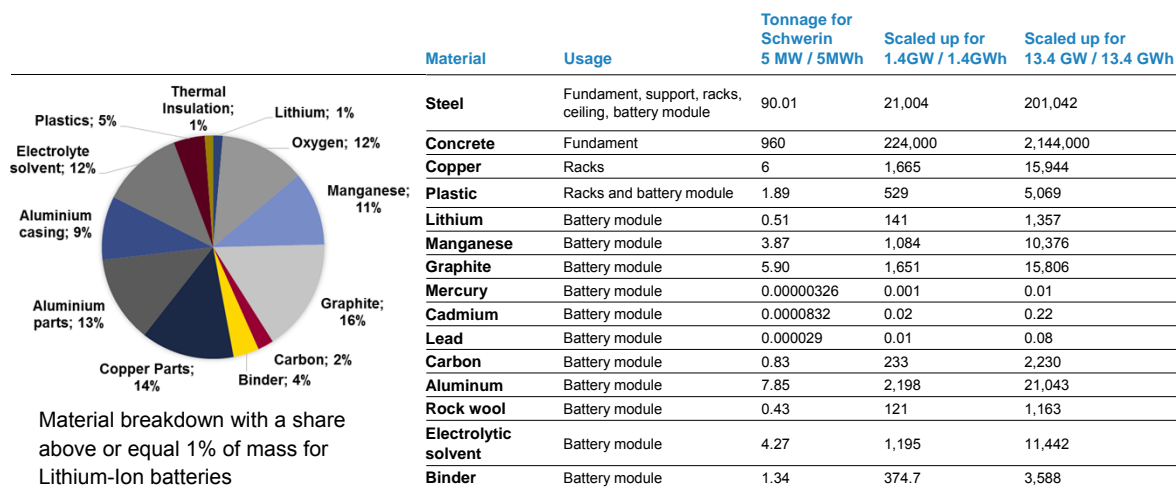 Thermal
Insulation;
1%
Lithium; 1%
Plastics; 5%
Oxygen; 12%
Electrolyte
solvent; 12%
Manganese;
11%
Aluminium
casing; 9%
Graphite;
16%
Aluminium
parts; 13%
Carbon; 2%
Copper Parts;
14%
Binder; 4%
Material breakdown with a share
above or equal 1% of mass for
Lithium-Ion batteries
Material Usage Tonnage for Schwerin 5 MW / 5MWh Scaled up for 1.4GW / 1.4GWh Scaled up for 13.4 GW / 13.4 GWh
Steel Fundament, support, racks, ceiling, battery module 90.01 21,004 201,042
Concrete Fundament 960 224,000 2,144,000
Copper Racks 6 1,665 15,944
Plastic Racks and battery module 1.89 529 5,069
Lithium Battery module 0.51 141 1,357
Manganese Battery module 3.87 1,084 10,376
Graphite Battery module 5.90 1,651 15,806
Mercury Battery module 0.00000326 0.001 0.01
Cadmium Battery module 0.0000832 0.02 0.22
Lead Battery module 0.000029 0.01 0.08
Carbon Battery module 0.83 233 2,230
Aluminum Battery module 7.85 2,198 21,043
Rock wool Battery module 0.43 121 1,163
Electrolytic solvent Battery module 4.27 1,195 11,442
Binder Battery module 1.34 374.7 3,588